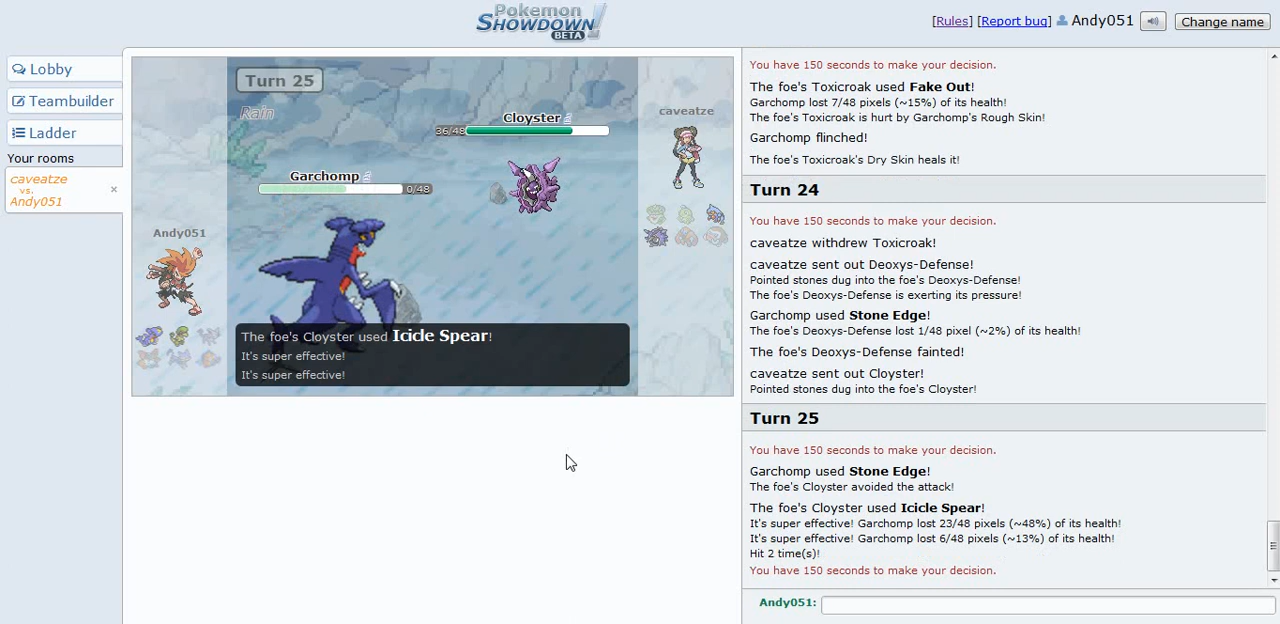 Pokemon
SHOWDOWN!
BETA
[Rules] [Report bug] Andy051 Change name
Lobby
Teambuilder
Ladder
Your rooms
caveatze
vs.
Andy051
×
Turn 25
Rain
Cloyster
36/48
Garchomp
0/48
caveatze
Andy051
The foe's Cloyster used Icicle Spear!
It's super effective!
It's super effective!
You have 150 seconds to make your decision.
The foe's Toxicroak used Fake Out!
Garchomp lost 7/48 pixels (~15%) of its health!
The foe's Toxicroak is hurt by Garchomp's Rough Skin!
Garchomp flinched!
The foe's Toxicroak's Dry Skin heals it!
Turn 24
You have 150 seconds to make your decision.
caveatze withdrew Toxicroak!
caveatze sent out Deoxys-Defense!
Pointed stones dug into the foe's Deoxys-Defense!
The foe's Deoxys-Defense is exerting its pressure!
Garchomp used Stone Edge!
The foe's Deoxys-Defense lost 1/48 pixel (~2%) of its health!
The foe's Deoxys-Defense fainted!
caveatze sent out Cloyster!
Pointed stones dug into the foe's Cloyster!
Turn 25
You have 150 seconds to make your decision.
Garchomp used Stone Edge!
The foe's Cloyster avoided the attack!
The foe's Cloyster used Icicle Spear!
It's super effective! Garchomp lost 23/48 pixels (~48%) of its health!
It's super effective! Garchomp lost 6/48 pixels (~13%) of its health!
Hit 2 time(s)!
You have 150 seconds to make your decision.
Andy051: